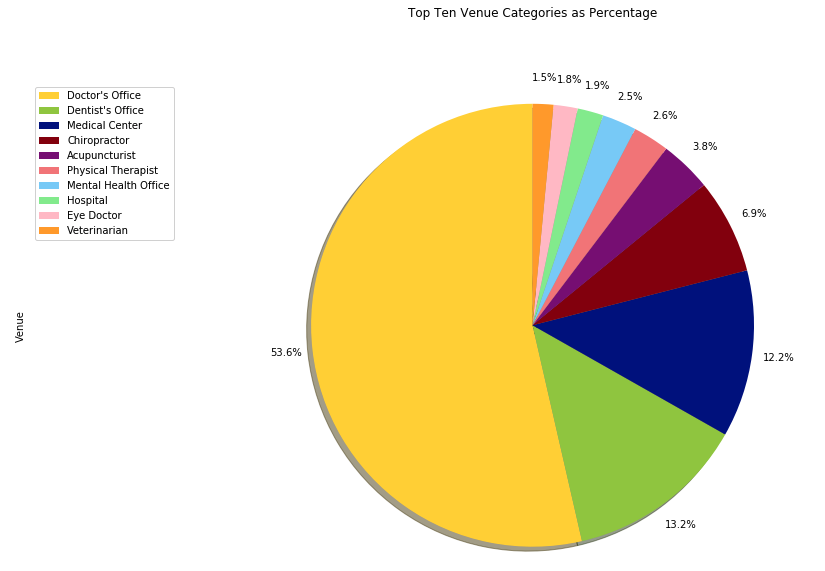 Top Ten Venue Categories as Percentage
Doctor's Office
Dentist's Office
Medical Center
Chiropractor
Acupuncturist
Physical Therapist
Mental Health Office
Hospital
Eye Doctor
Veterinarian
Venue
1.5%
1.8%
1.9%
2.5%
2.6%
3.8%
6.9%
12.2%
13.2%
53.6%